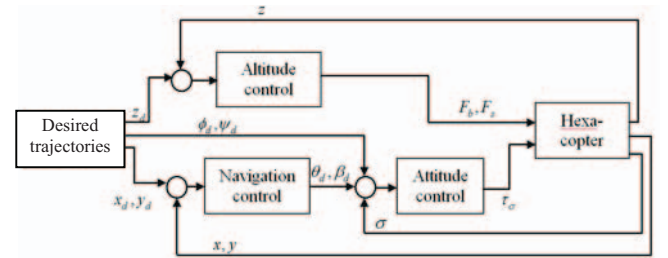 z
Altitude
control
z_d
F_b, F_s
Desired
trajectories
ϕ_d, ψ_d
Hexa-
copter
Navigation
control
θ_d, β_d
Attitude
control
x_d, y_d
τ_σ
σ
x, y